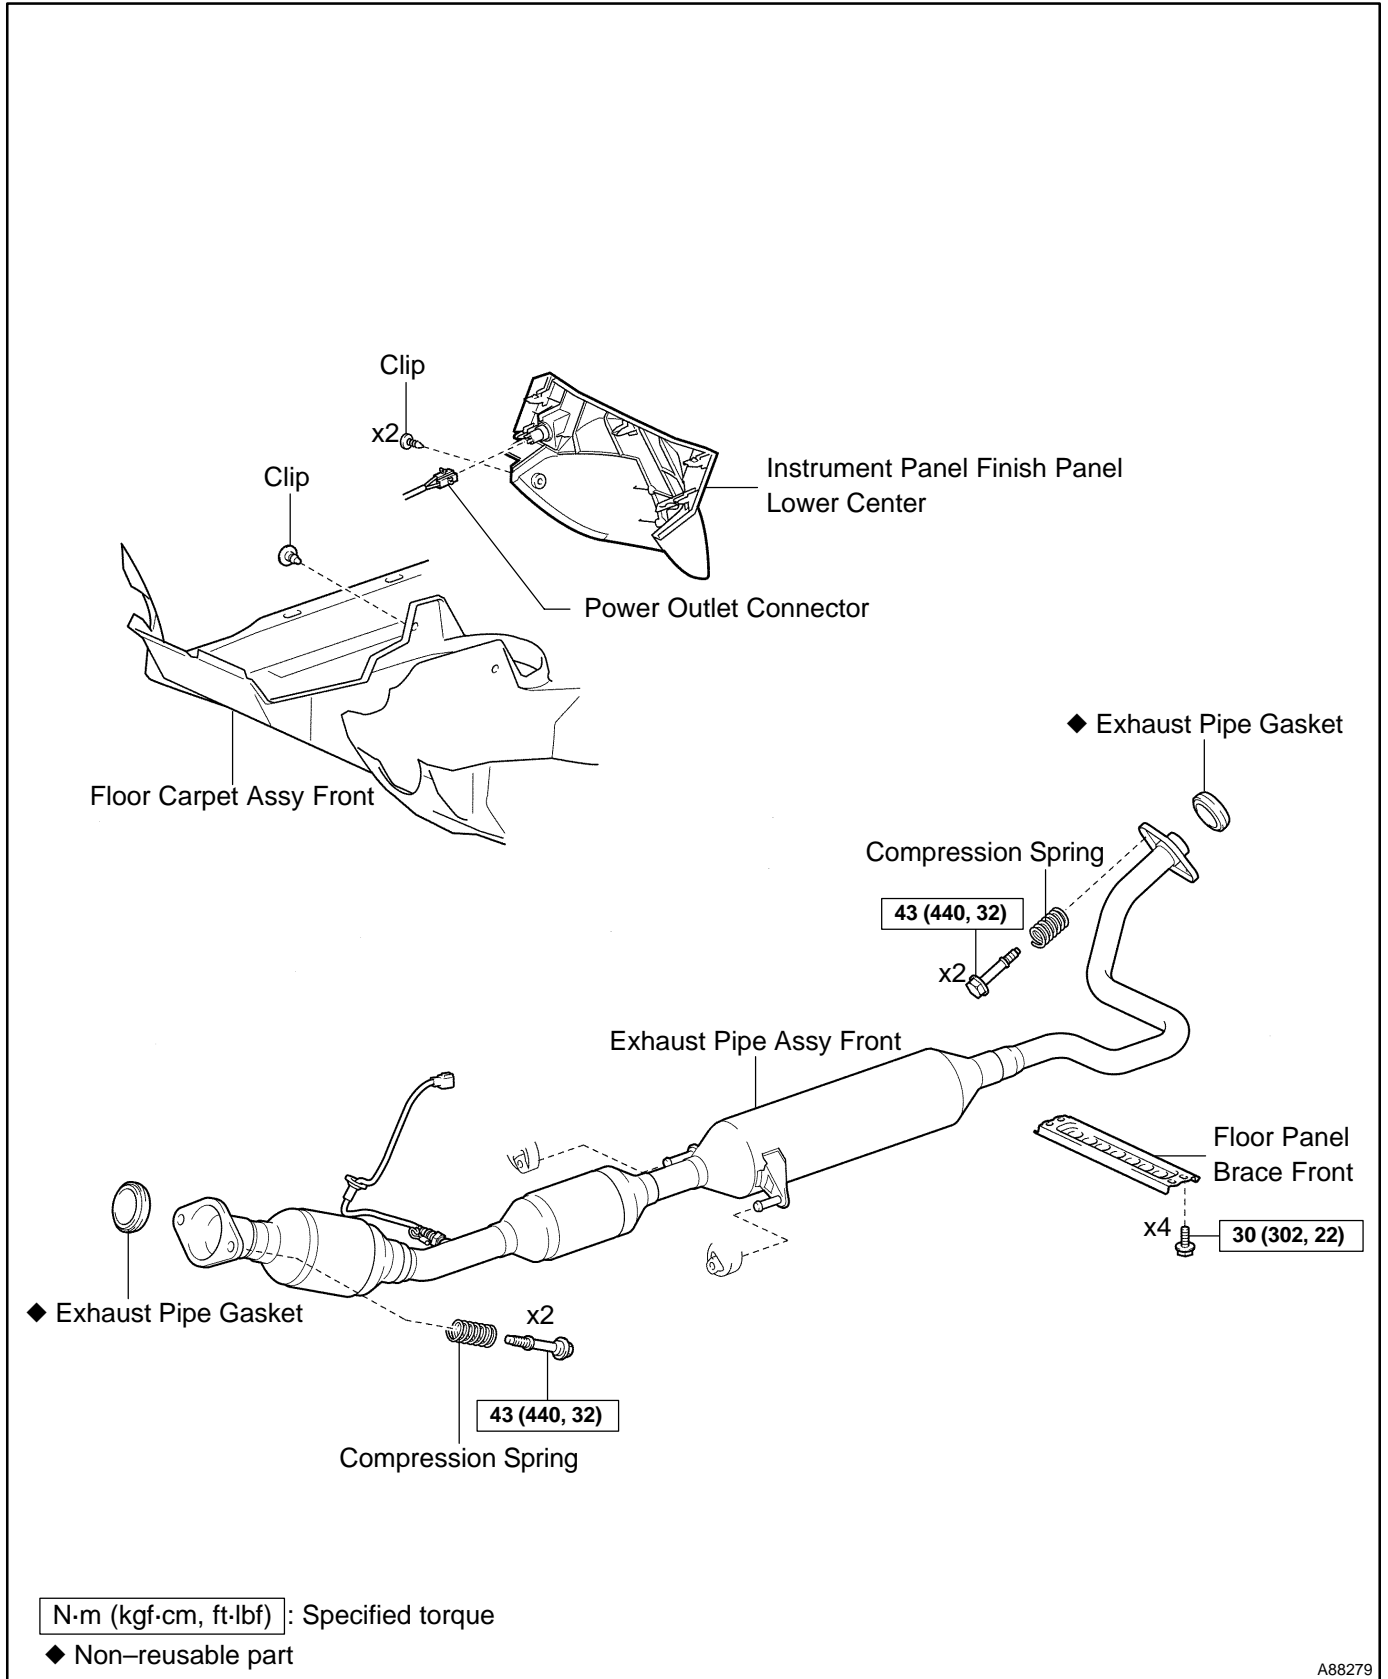 Clip
x2
Clip
Instrument Panel Finish Panel
Lower Center
Power Outlet Connector
Floor Carpet Assy Front
◆ Exhaust Pipe Gasket
Compression Spring
43 (440, 32)
x2
Exhaust Pipe Assy Front
Floor Panel
Brace Front
x4
30 (302, 22)
◆ Exhaust Pipe Gasket
x2
43 (440, 32)
Compression Spring
N·m (kgf·cm, ft·lbf) : Specified torque
◆ Non–reusable part
A88279